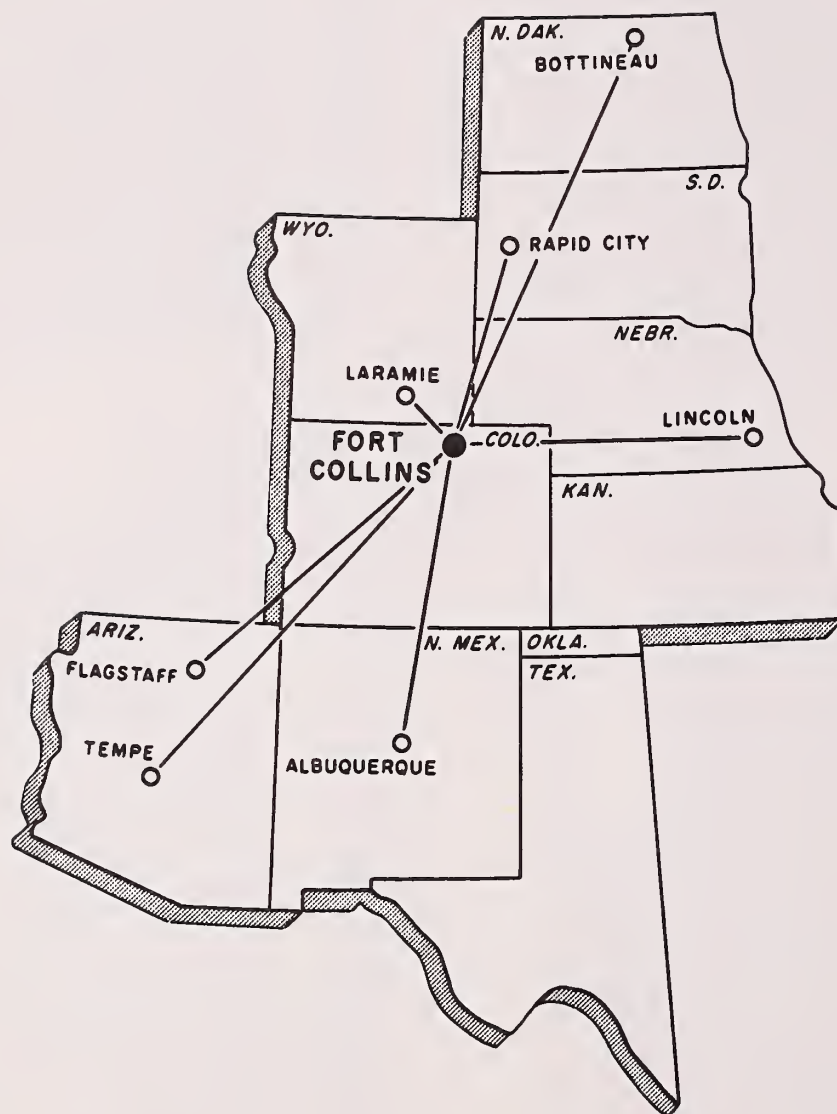 N. DAK.
BOTTINEAU
S.D.
RAPID CITY
WYO.
NEBR.
LARAMIE
LINCOLN
FORT
COLLINS
COLO.
KAN.
ARIZ.
N. MEX.
OKLA.
TEX.
FLAGSTAFF
TEMPE
ALBUQUERQUE